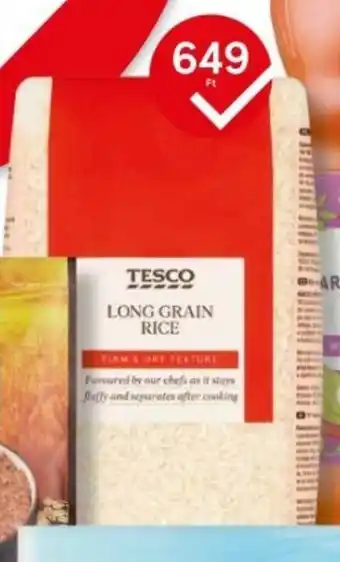 649
Ft
TESCO
LONG GRAIN
RICE
FIRM & DRY TEXTURE
Favoured by our chefs as it stays
fluffy and separates after cooking
AR